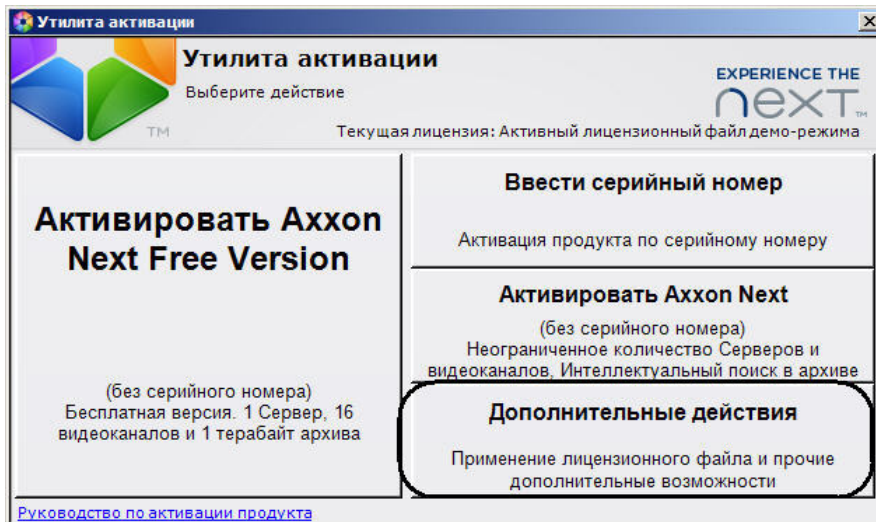 Утилита активации
Утилита активации
Выберите действие
EXPERIENCE THE
next TM
TM
Текущая лицензия: Активный лицензионный файл демо-режима
Активировать Axxon
Next Free Version
(без серийного номера)
Бесплатная версия. 1 Сервер, 16
видеоканалов и 1 терабайт архива
Ввести серийный номер
Активация продукта по серийному номеру
Активировать Axxon Next
(без серийного номера)
Неограниченное количество Серверов и
видеоканалов, Интеллектуальный поиск в архиве
Дополнительные действия
Применение лицензионного файла и прочие
дополнительные возможности
Руководство по активации продукта